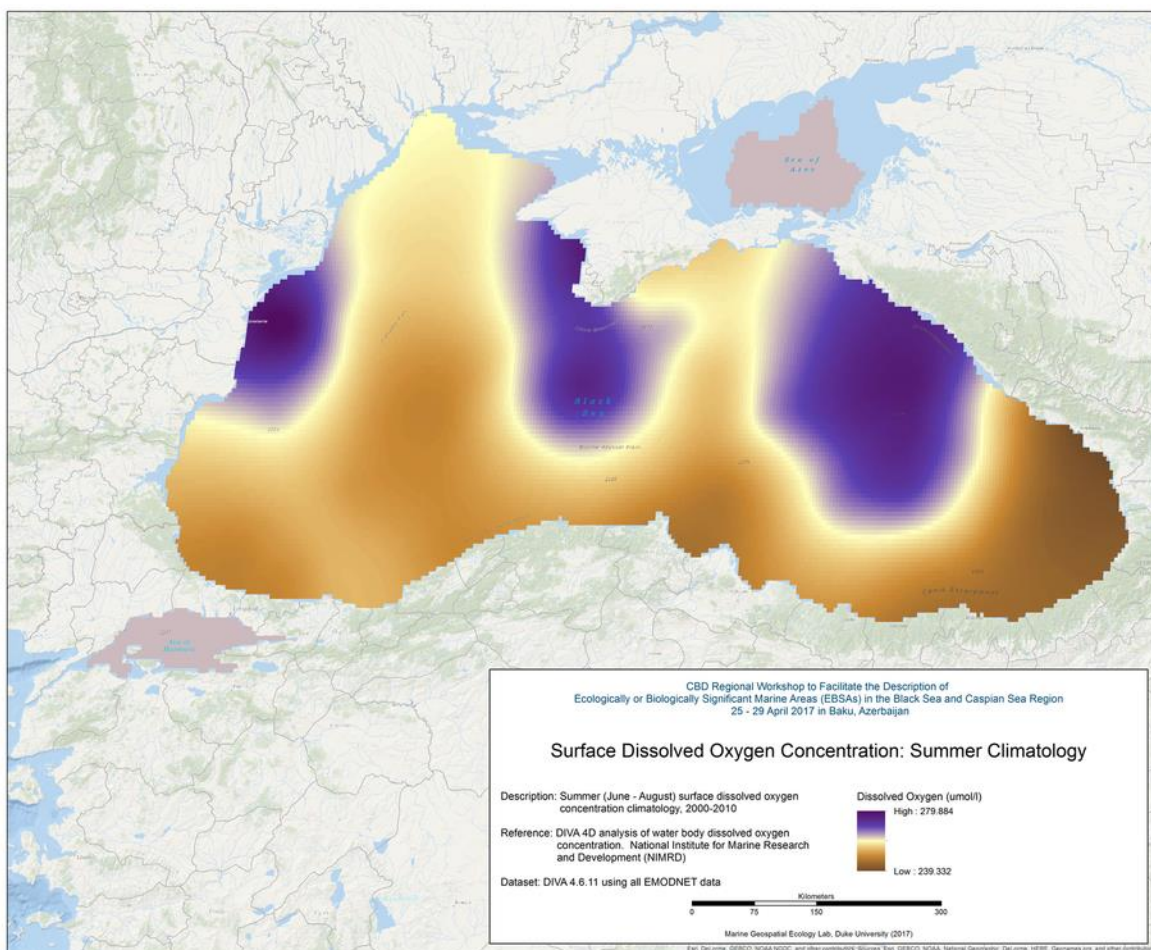 Sea of
Azov
Black
Sea
Sea of
Marmara
CBD Regional Workshop to Facilitate the Description of
Ecologically or Biologically Significant Marine Areas (EBSAs) in the Black Sea and Caspian Sea Region
25 - 29 April 2017 in Baku, Azerbaijan
Surface Dissolved Oxygen Concentration: Summer Climatology
Description: Summer (June - August) surface dissolved oxygen
concentration climatology, 2000-2010
Reference: DIVA 4D analysis of water body dissolved oxygen
concentration. National Institute for Marine Research
and Development (NIMRD)
Dataset: DIVA 4.6.11 using all EMODNET data
Dissolved Oxygen (umol/l)
High : 279.884
Low : 239.332
Kilometers
0 75 150 300
Marine Geospatial Ecology Lab, Duke University (2017)